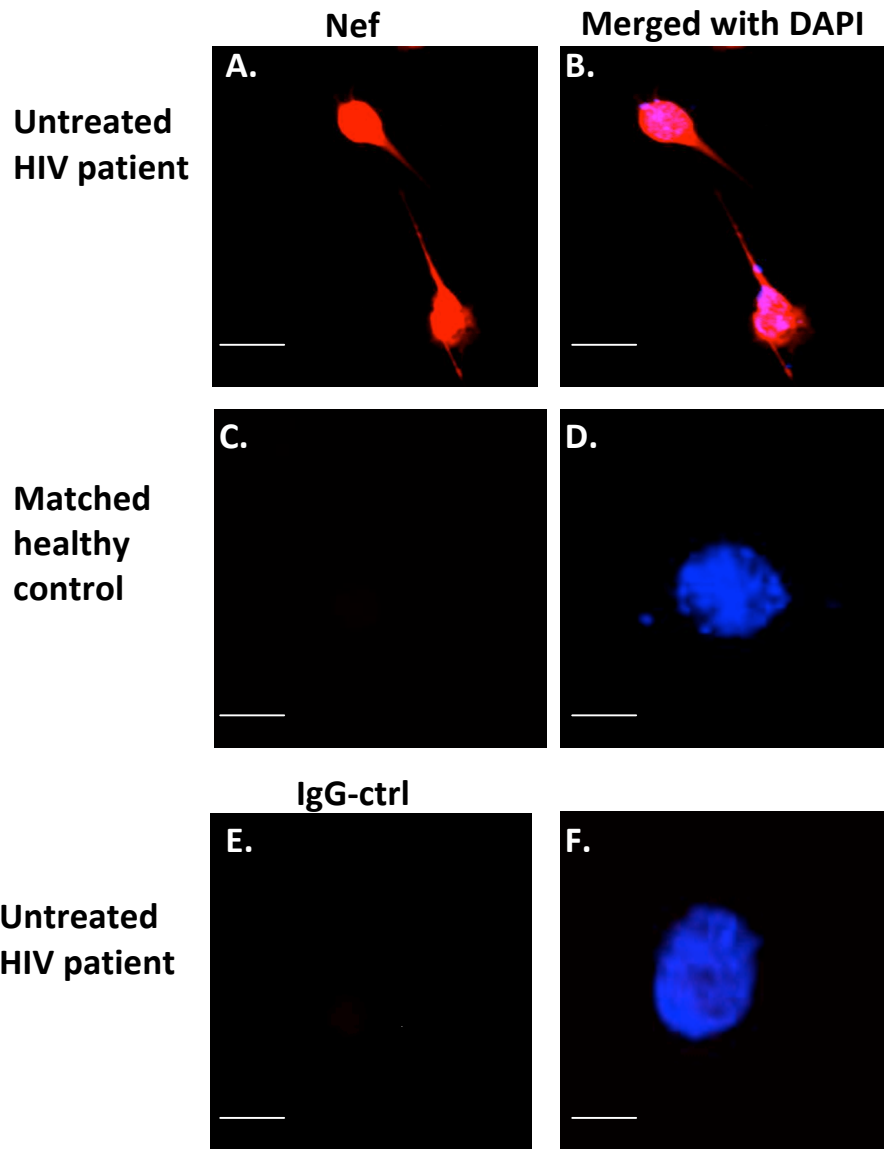 Nef
Merged with DAPI
A.
B.
Untreated
HIV patient
C.
D.
Matched
healthy
control
IgG-ctrl
E.
F.
Untreated
HIV patient